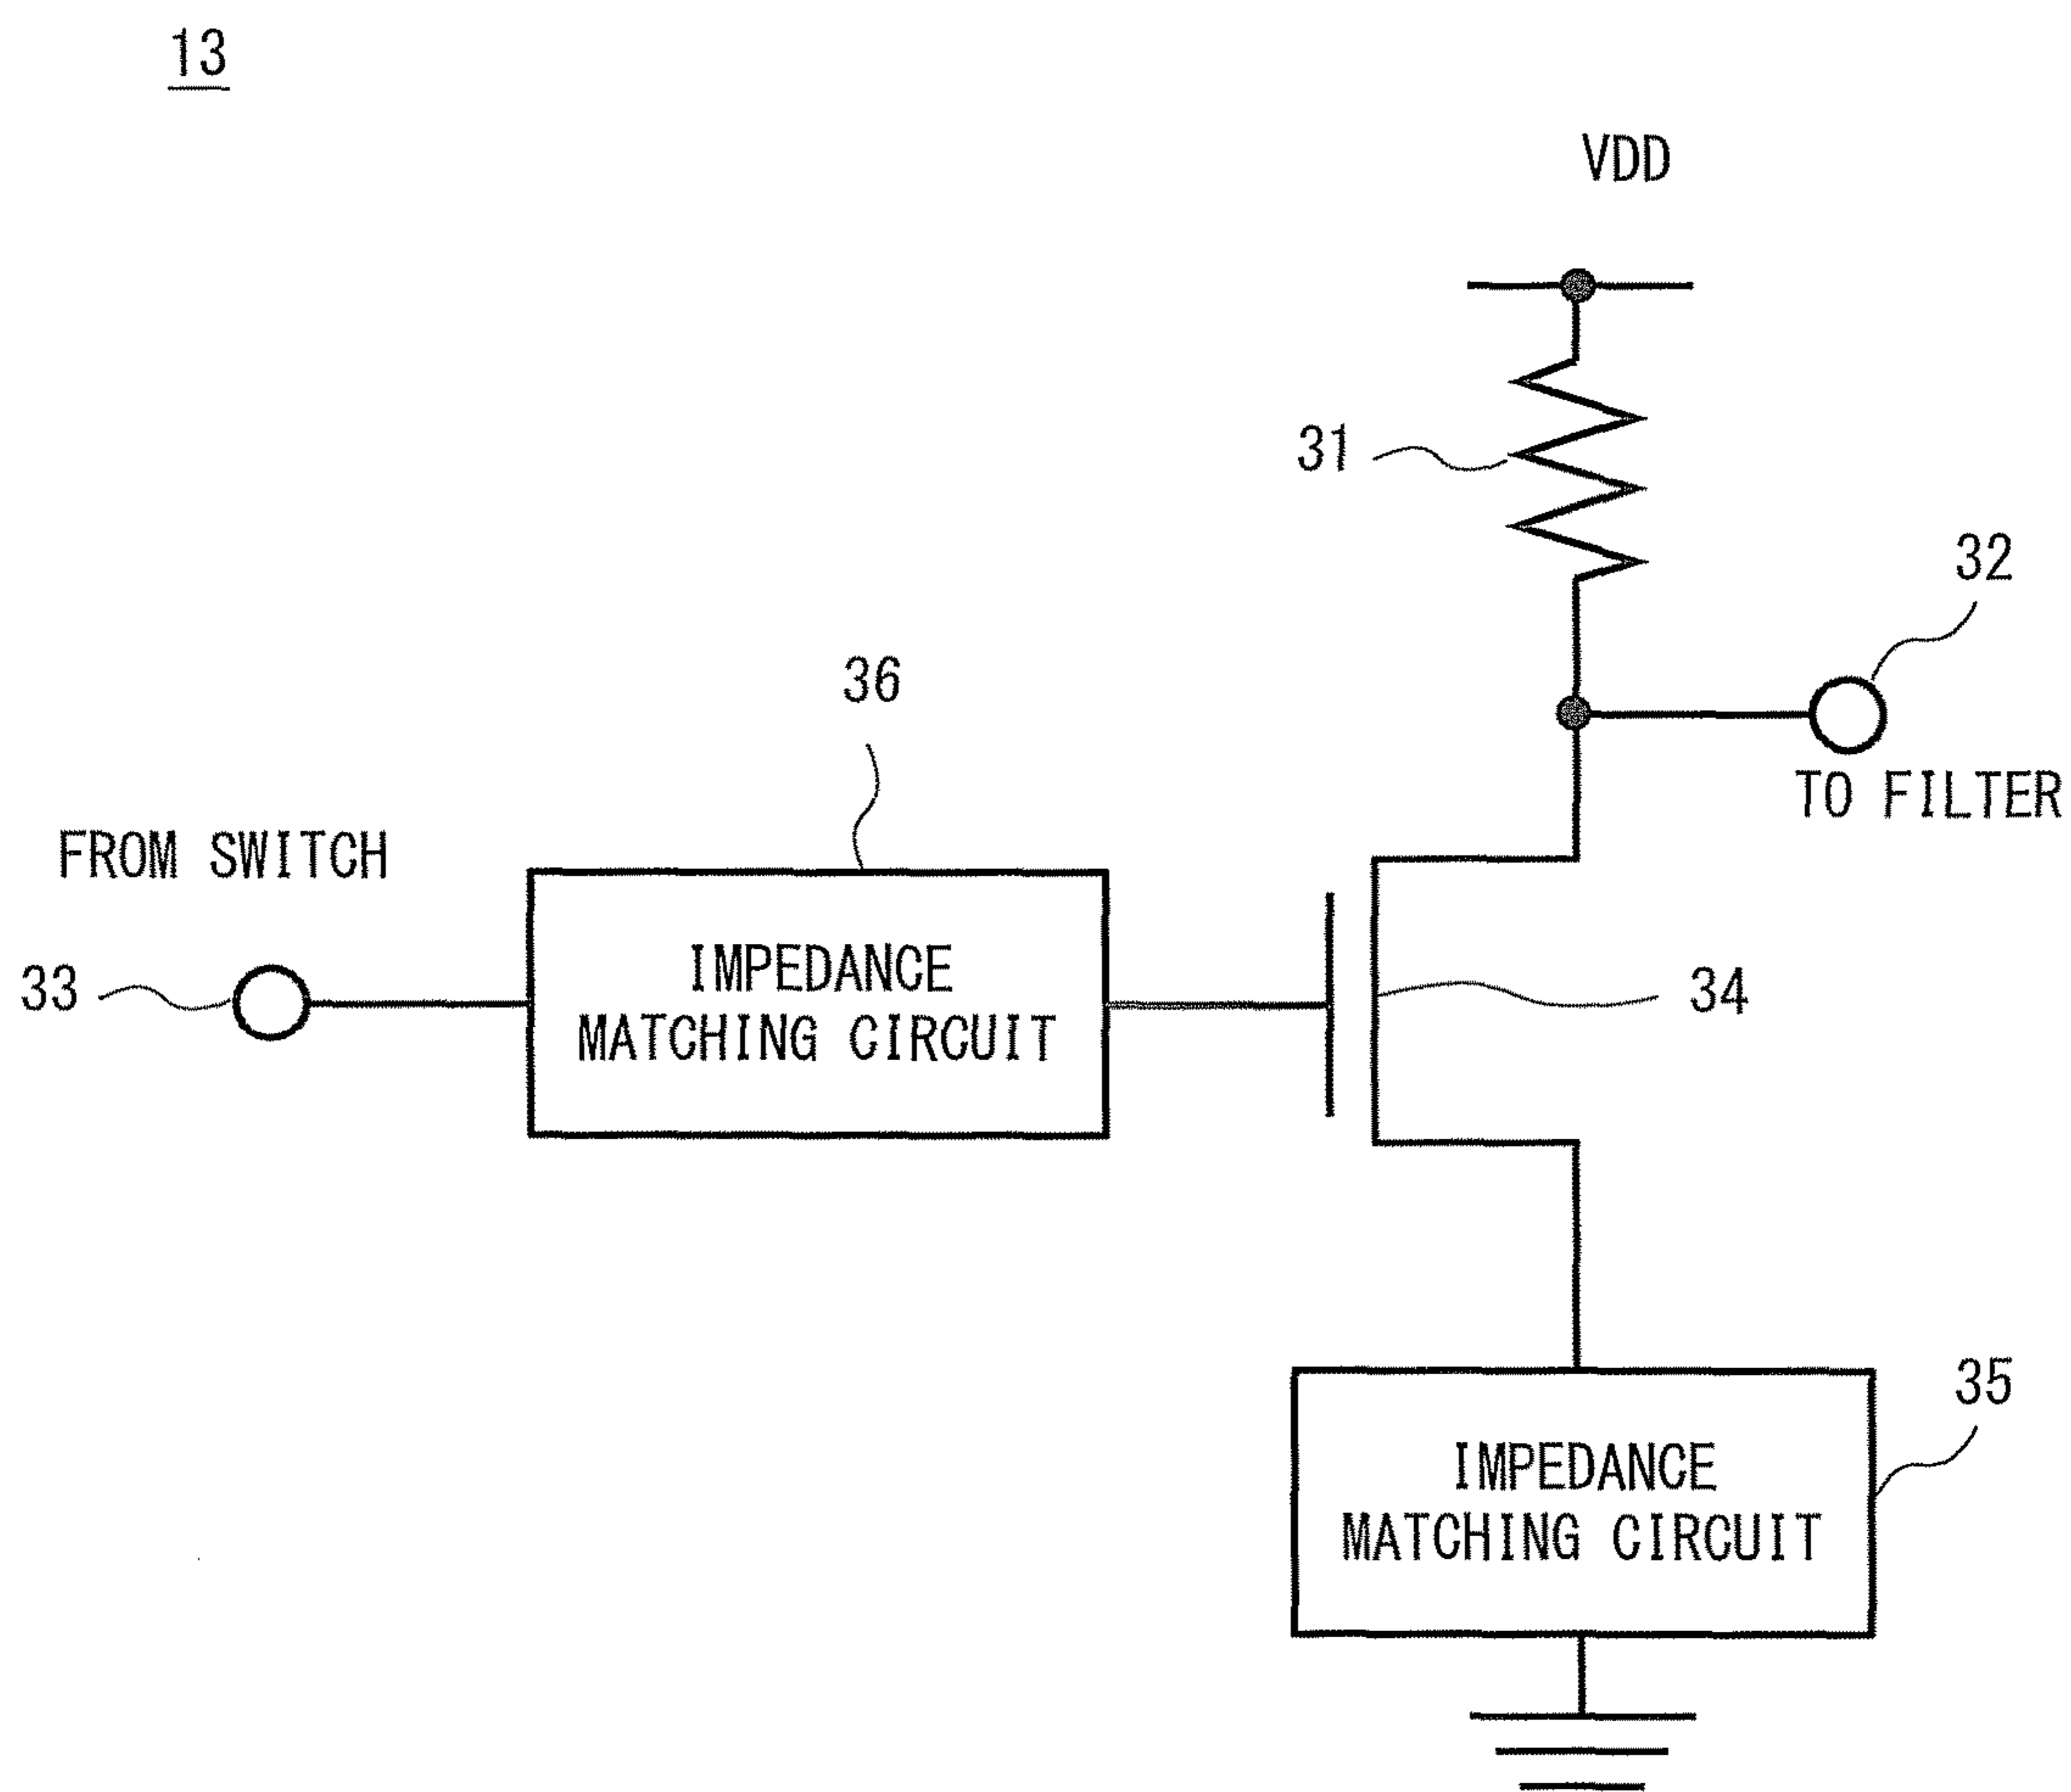 13
VDD
31
32
TO FILTER
36
FROM SWITCH
33
IMPEDANCE
MATCHING CIRCUIT
34
35
IMPEDANCE
MATCHING CIRCUIT